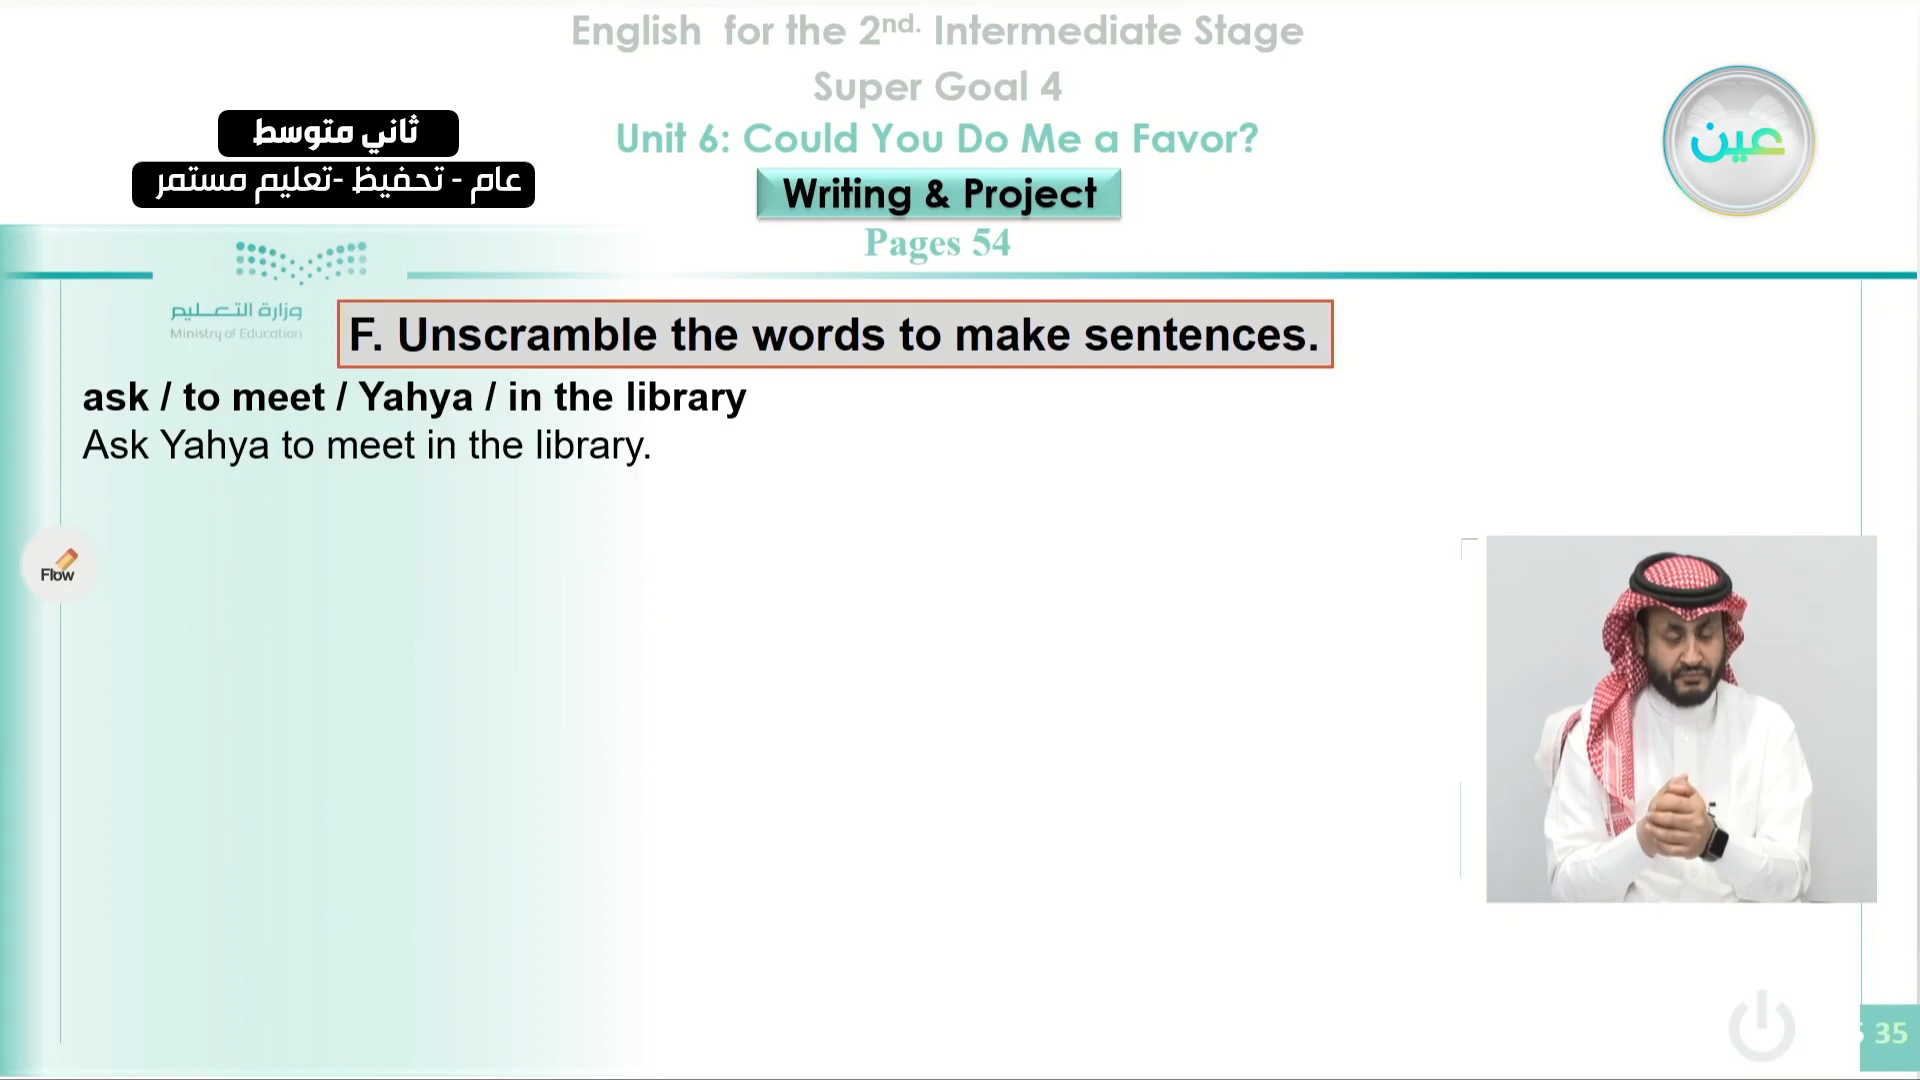 English for the 2nd. Intermediate Stage
Super Goal 4
Unit 6: Could You Do Me a Favor?
Writing & Project
Pages 54
ثاني متوسط
عام - تحفيظ -تعليم مستمر
عين
وزارة التعليم
Ministry of Education
F. Unscramble the words to make sentences.
ask / to meet / Yahya / in the library
Ask Yahya to meet in the library.
Flow
35